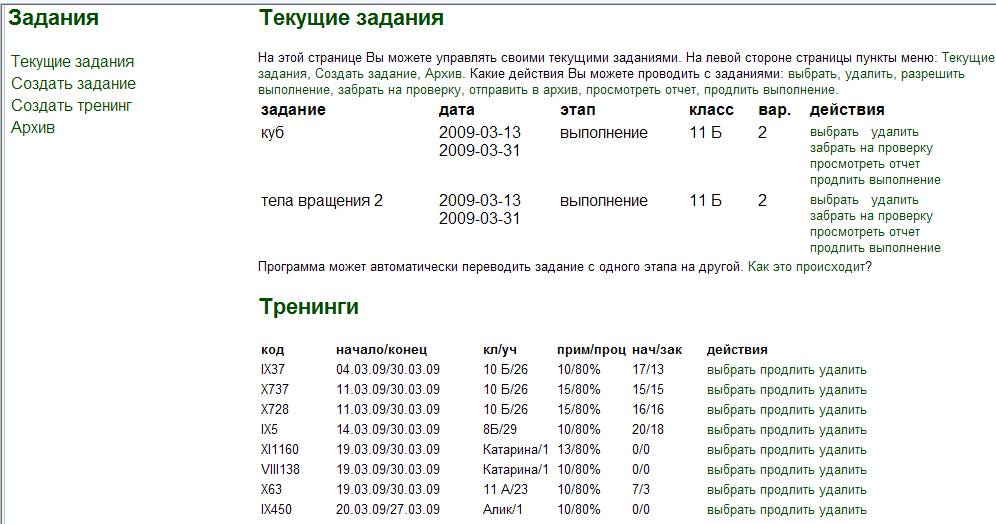 Задания
Текущие задания
Создать задание
Создать тренинг
Архив
Текущие задания
На этой странице Вы можете управлять своими текущими заданиями. На левой стороне страницы пункты меню: Текущие
задания, Создать задание, Архив. Какие действия Вы можете проводить с заданиями: выбрать, удалить, разрешить
выполнение, забрать на проверку, отправить в архив, просмотреть отчет, продлить выполнение.
задание дата этап класс вар. действия
куб 2009-03-13 выполнение 11 Б 2 выбрать удалить
2009-03-31 забрать на проверку
просмотреть отчет
продлить выполнение
тела вращения 2 2009-03-13 выполнение 11 Б 2 выбрать удалить
2009-03-31 забрать на проверку
просмотреть отчет
продлить выполнение
Программа может автоматически переводить задание с одного этапа на другой. Как это происходит?
Тренинги
код начало/конец кл/уч прим/проц нач/зак действия
IX37 04.03.09/30.03.09 10 Б/26 10/80% 17/13 выбрать продлить удалить
X737 11.03.09/30.03.09 10 Б/26 15/80% 15/15 выбрать продлить удалить
X728 11.03.09/30.03.09 10 Б/26 15/80% 16/16 выбрать продлить удалить
IX5 14.03.09/30.03.09 8Б/29 10/80% 20/18 выбрать продлить удалить
XI1160 19.03.09/30.03.09 Катарина/1 13/80% 0/0 выбрать продлить удалить
VIII138 19.03.09/30.03.09 Катарина/1 10/80% 0/0 выбрать продлить удалить
X63 19.03.09/30.03.09 11 А/23 10/80% 7/3 выбрать продлить удалить
IX450 20.03.09/27.03.09 Алик/1 10/80% 0/0 выбрать продлить удалить